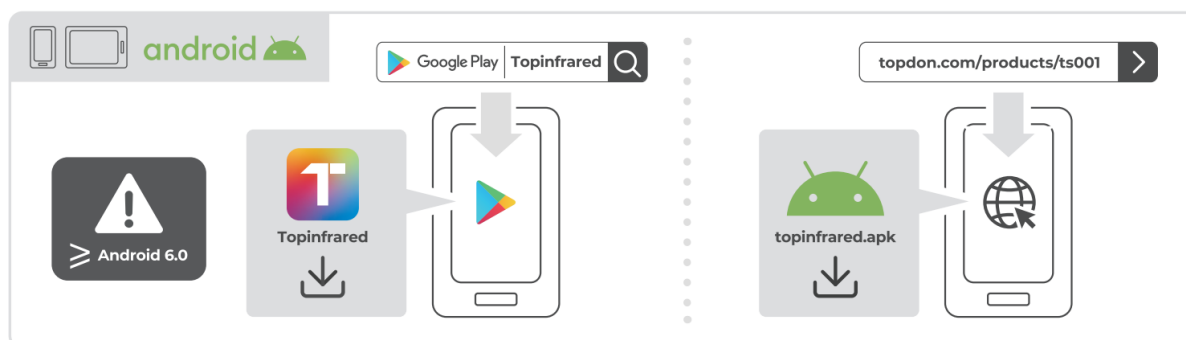 android
Google Play | Topinfrared
topdon.com/products/ts001
≥ Android 6.0
Topinfrared
topinfrared.apk